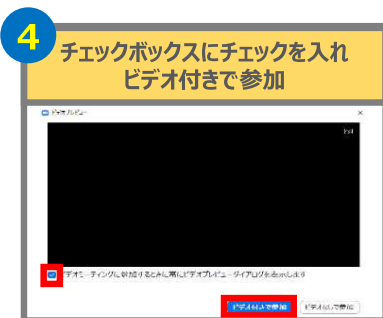 4
チェックボックスにチェックを入れ
ビデオ付きで参加
ビデオプレビュー
ビデオミーティングに参加するときに常にビデオプレビューダイアログを表示します
ビデオ付きで参加
ビデオなしで参加